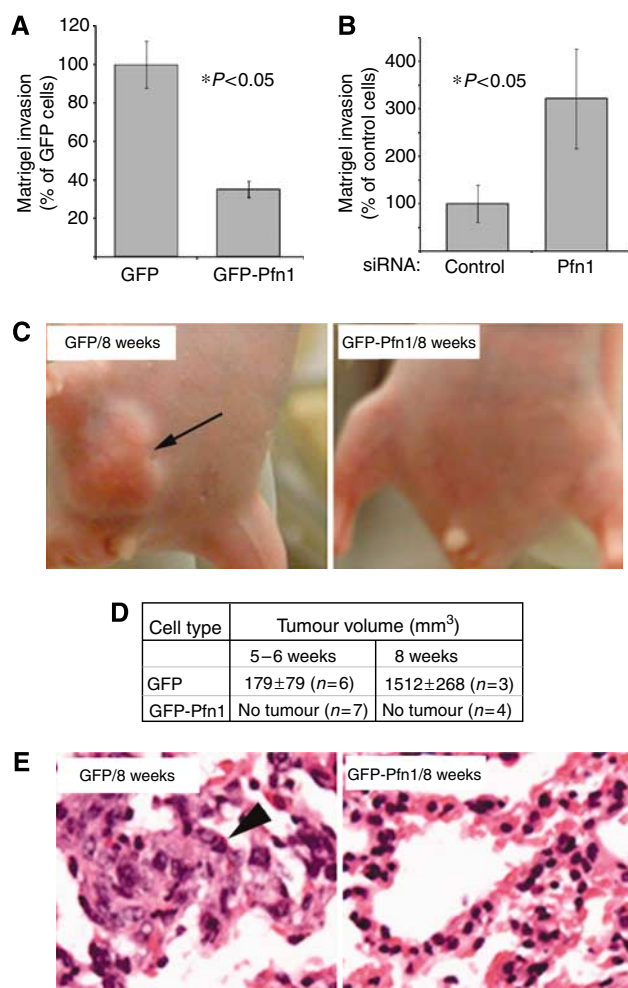 A
120
100
80
60
40
20
Matrigel invasion
(% of GFP cells)
*P<0.05
GFP
GFP-Pfn1
B
400
300
200
100
Matrigel invasion
(% of control cells)
*P<0.05
siRNA:
Control
Pfn1
C
GFP/8 weeks
GFP-Pfn1/8 weeks
D
Cell type
Tumour volume (mm³)
5–6 weeks
8 weeks
GFP
179±79 (n=6)
1512±268 (n=3)
GFP-Pfn1
No tumour (n=7)
No tumour (n=4)
E
GFP/8 weeks
GFP-Pfn1/8 weeks